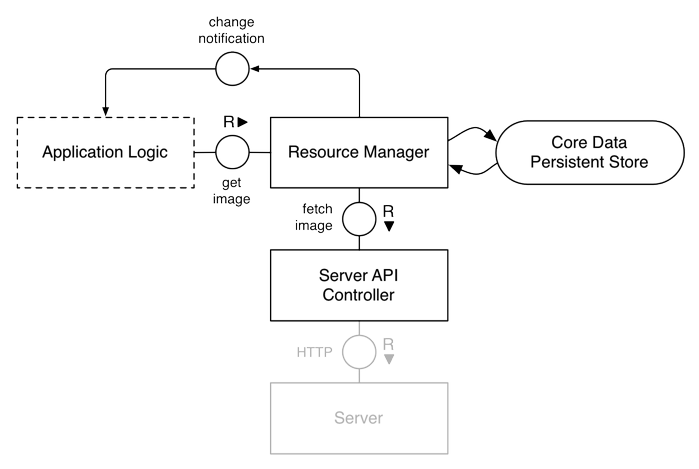 change
notification
R ▶
Application Logic
Resource Manager
Core Data
Persistent Store
get
image
fetch
image
R
▼
Server API
Controller
HTTP
R
▼
Server